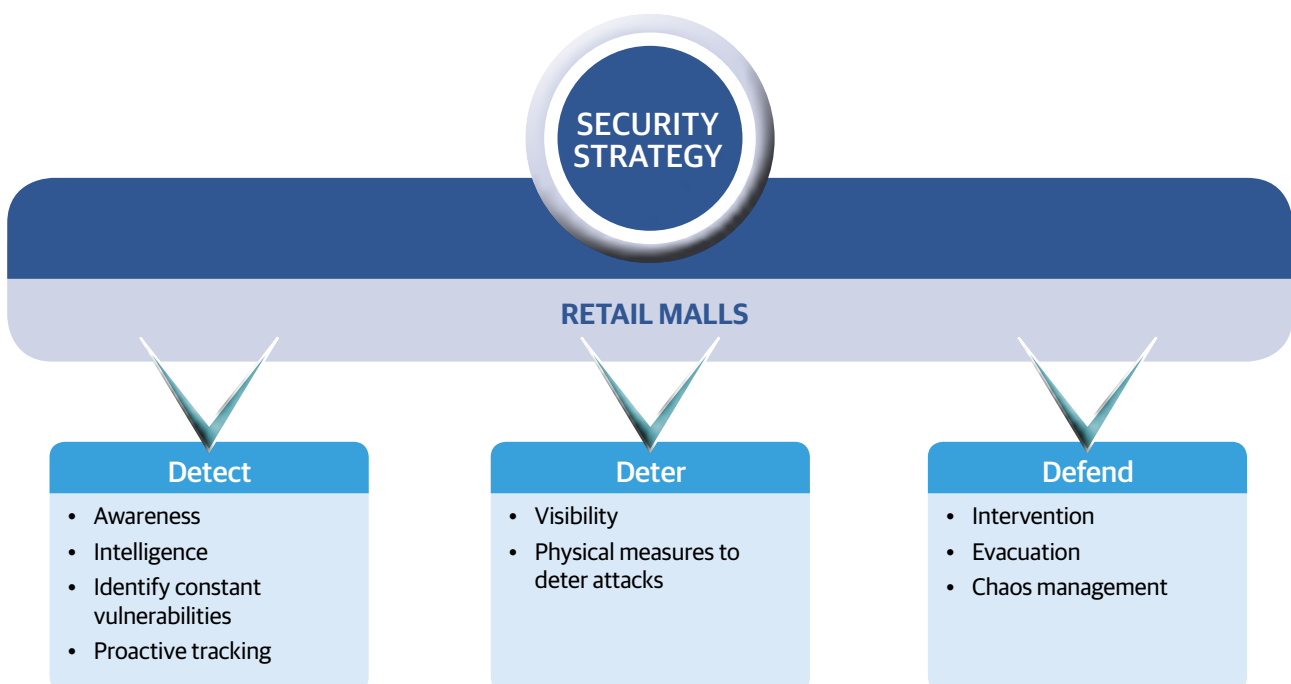 SECURITY
STRATEGY
RETAIL MALLS
Detect
• Awareness
• Intelligence
• Identify constant
vulnerabilities
• Proactive tracking
Deter
• Visibility
• Physical measures to
deter attacks
Defend
• Intervention
• Evacuation
• Chaos management